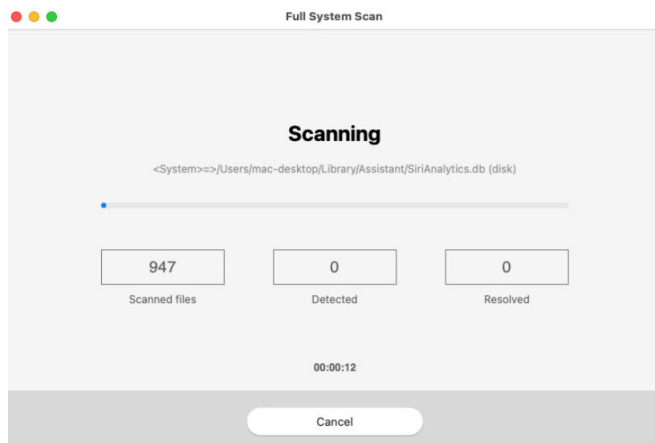 Full System Scan
Scanning
<System>=>/Users/mac-desktop/Library/Assistant/SiriAnalytics.db (disk)
947
0
0
Scanned files
Detected
Resolved
00:00:12
Cancel